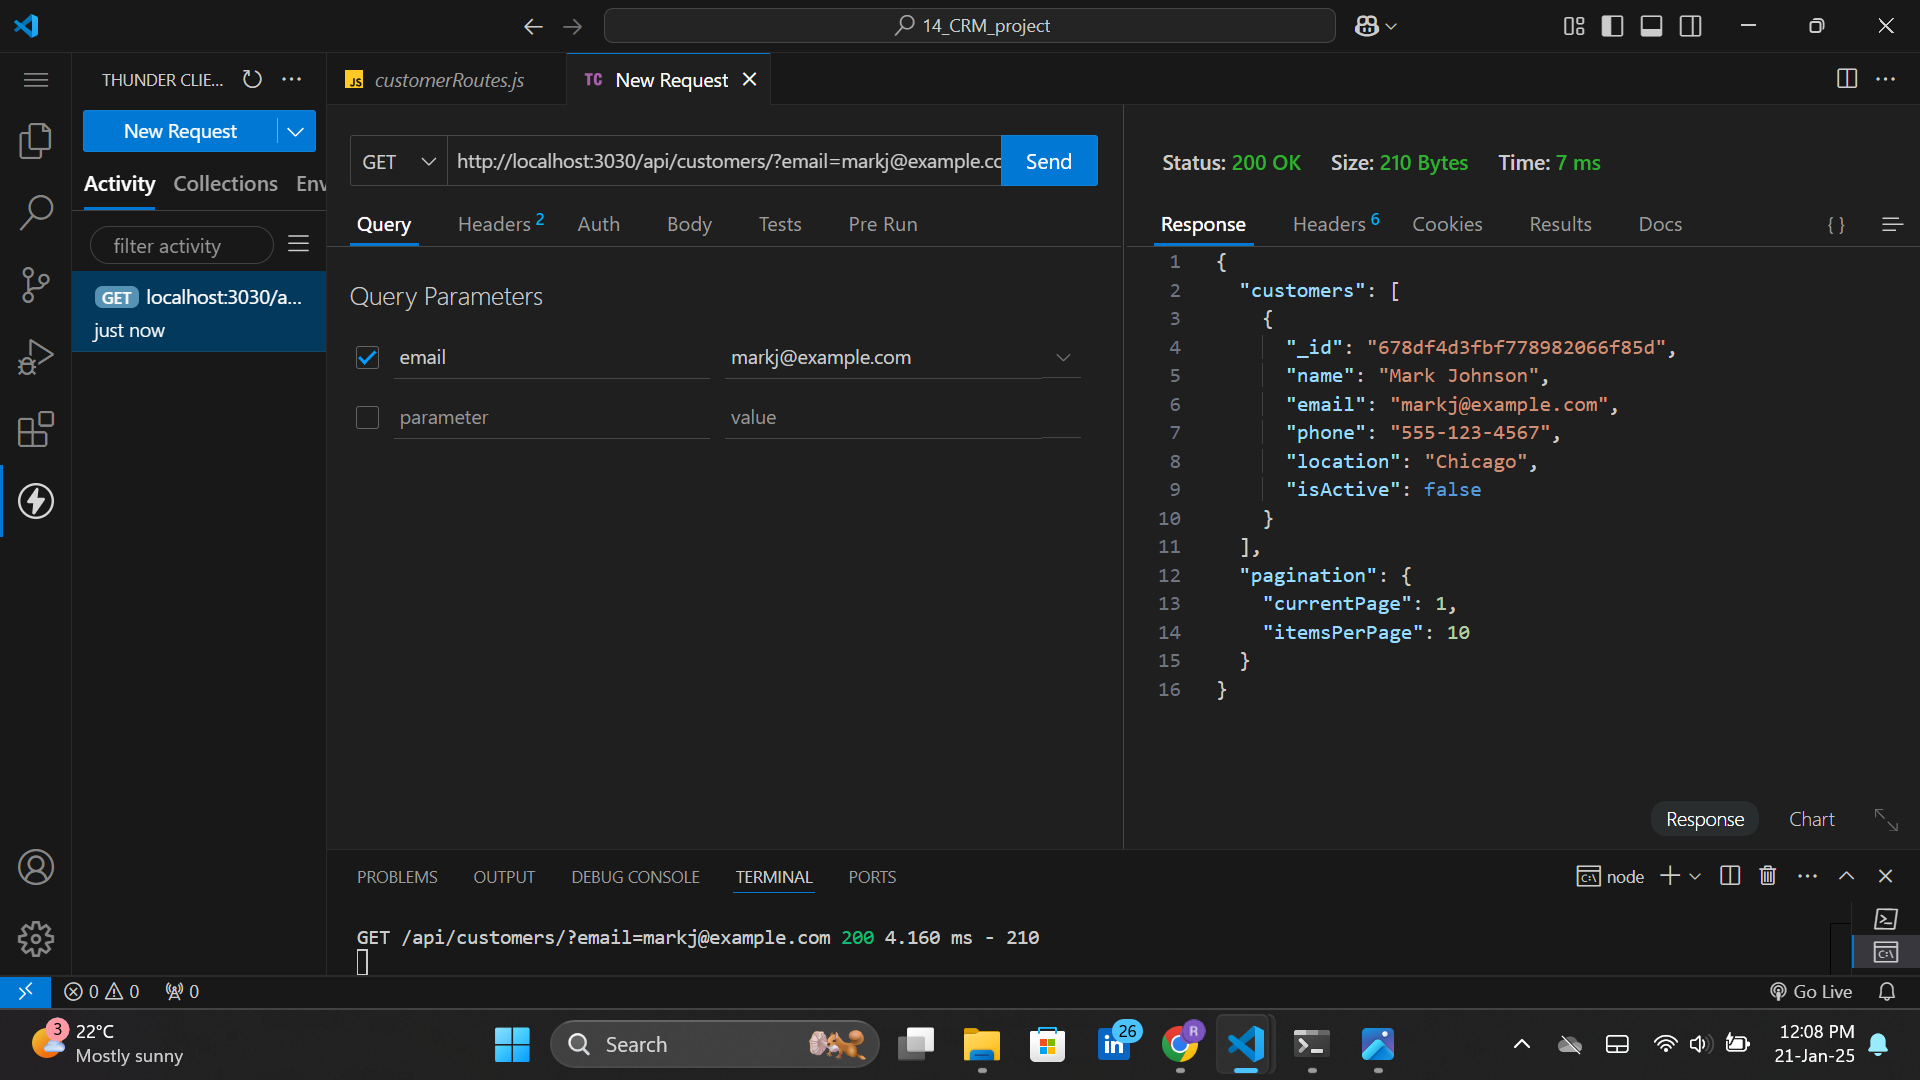 14_CRM_project
THUNDER CLIE...
New Request
Activity
Collections
Env
filter activity
GET localhost:3030/a...
just now
JS customerRoutes.js
TC New Request
GET
http://localhost:3030/api/customers/?email=markj@example.co
Send
Query
Headers 2
Auth
Body
Tests
Pre Run
Query Parameters
email
markj@example.com
parameter
value
Status: 200 OK
Size: 210 Bytes
Time: 7 ms
Response
Headers 6
Cookies
Results
Docs
{ }
1 {
2 "customers": [
3 {
4 "_id": "678df4d3fbf778982066f85d",
5 "name": "Mark Johnson",
6 "email": "markj@example.com",
7 "phone": "555-123-4567",
8 "location": "Chicago",
9 "isActive": false
10 }
11 ],
12 "pagination": {
13 "currentPage": 1,
14 "itemsPerPage": 10
15 }
16 }
Response
Chart
PROBLEMS
OUTPUT
DEBUG CONSOLE
TERMINAL
PORTS
node
GET /api/customers/?email=markj@example.com 200 4.160 ms - 210
0
0
0
Go Live
3
22°C
Mostly sunny
Search
in
26
R
12:08 PM
21-Jan-25